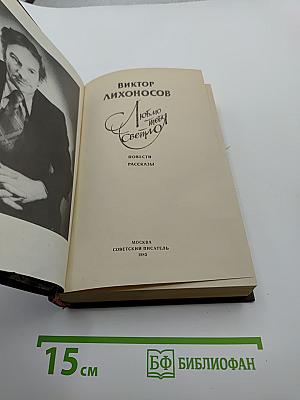 ВИКТОР
ЛИХОНОСОВ
Люблю
тебя
светло
ПОВЕСТИ
РАССКАЗЫ
МОСКВА
СОВЕТСКИЙ ПИСАТЕЛЬ
15 см
БФ БИБЛИОФАН